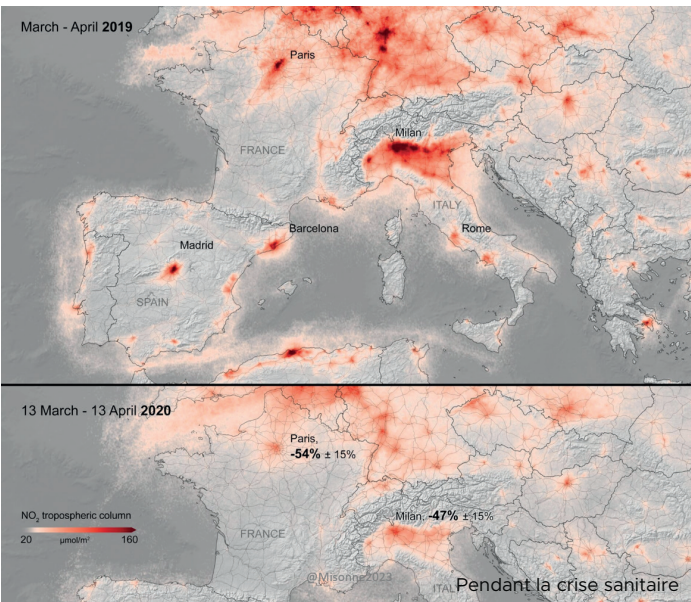 March - April 2019
Paris
Milan
FRANCE
ITALY
Barcelona
Rome
Madrid
SPAIN
13 March - 13 April 2020
Paris,
-54% ± 15%
NO2 tropospheric column
20 µmol/m² 160
Milan, -47% ± 15%
FRANCE
@Misonne2023
ITALY
Pendant la crise sanitaire